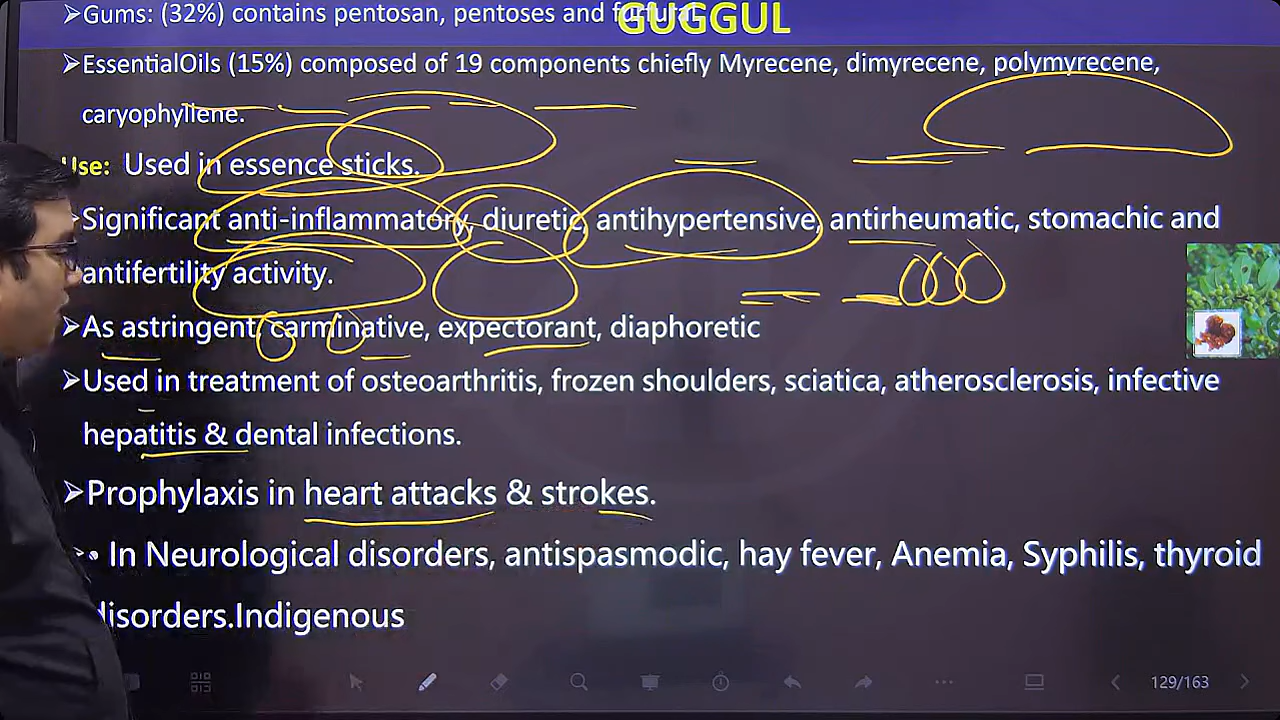 GUGGUL
➢Gums: (32%) contains pentosan, pentoses and furfural.
➢EssentialOils (15%) composed of 19 components chiefly Myrecene, dimyrecene, polymyrecene,
caryophyllene.
Use: Used in essence sticks.
Significant anti-inflammatory, diuretic, antihypertensive, antirheumatic, stomachic and
antifertility activity.
➢As astringent, carminative, expectorant, diaphoretic
➢Used in treatment of osteoarthritis, frozen shoulders, sciatica, atherosclerosis, infective
hepatitis & dental infections.
➢Prophylaxis in heart attacks & strokes.
➢• In Neurological disorders, antispasmodic, hay fever, Anemia, Syphilis, thyroid
disorders.Indigenous
129/163